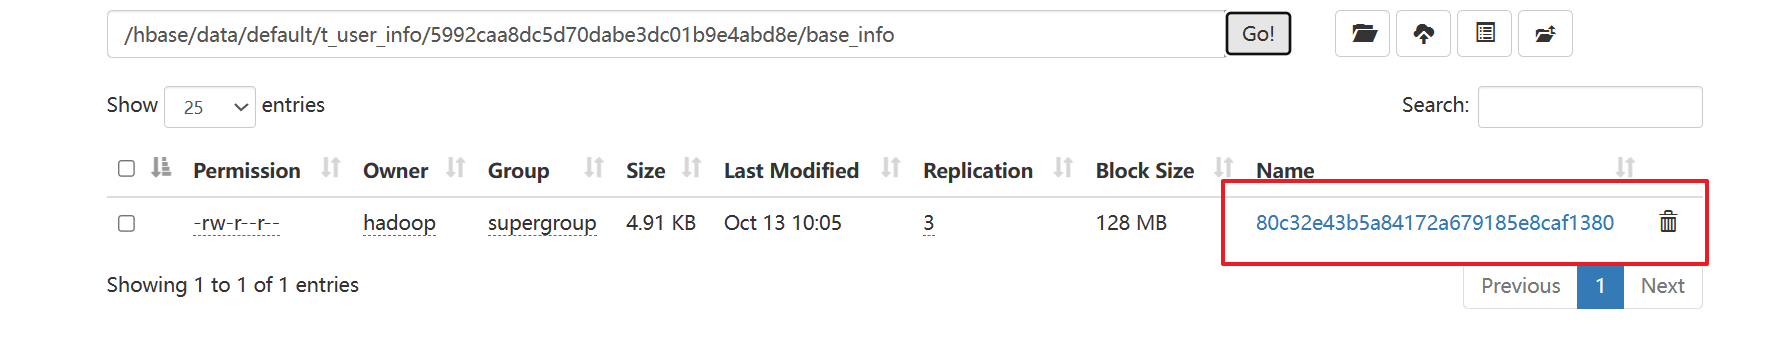 /hbase/data/default/t_user_info/5992caa8dc5d70dabe3dc01b9e4abd8e/base_info Go!
Show 25 entries Search:
Permission Owner Group Size Last Modified Replication Block Size Name
-rw-r--r-- hadoop supergroup 4.91 KB Oct 13 10:05 3 128 MB 80c32e43b5a84172a679185e8caf1380
Showing 1 to 1 of 1 entries Previous 1 Next